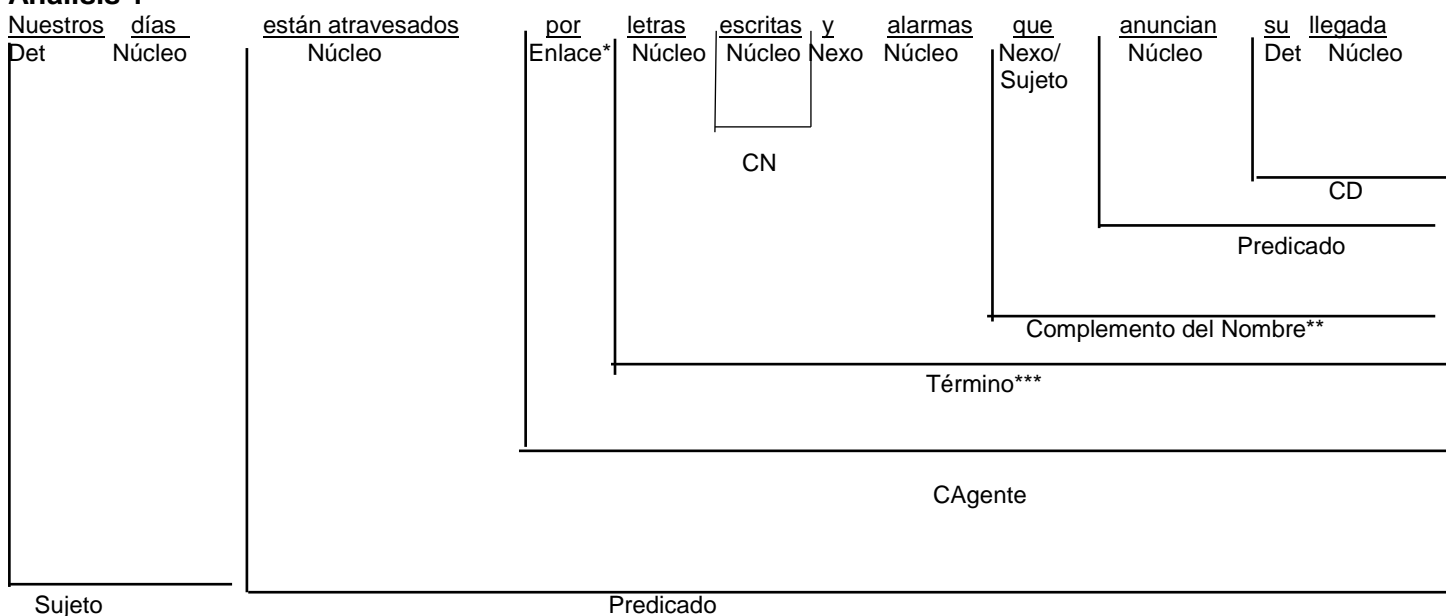 Análisis 1
Nuestros días están atravesados por letras escritas y alarmas que anuncian su llegada
Det Núcleo Núcleo Enlace* Núcleo Núcleo Nexo Núcleo Nexo/ Núcleo Det Núcleo
Sujeto
CN
CD
Predicado
Complemento del Nombre**
Término***
CAgente
Sujeto Predicado